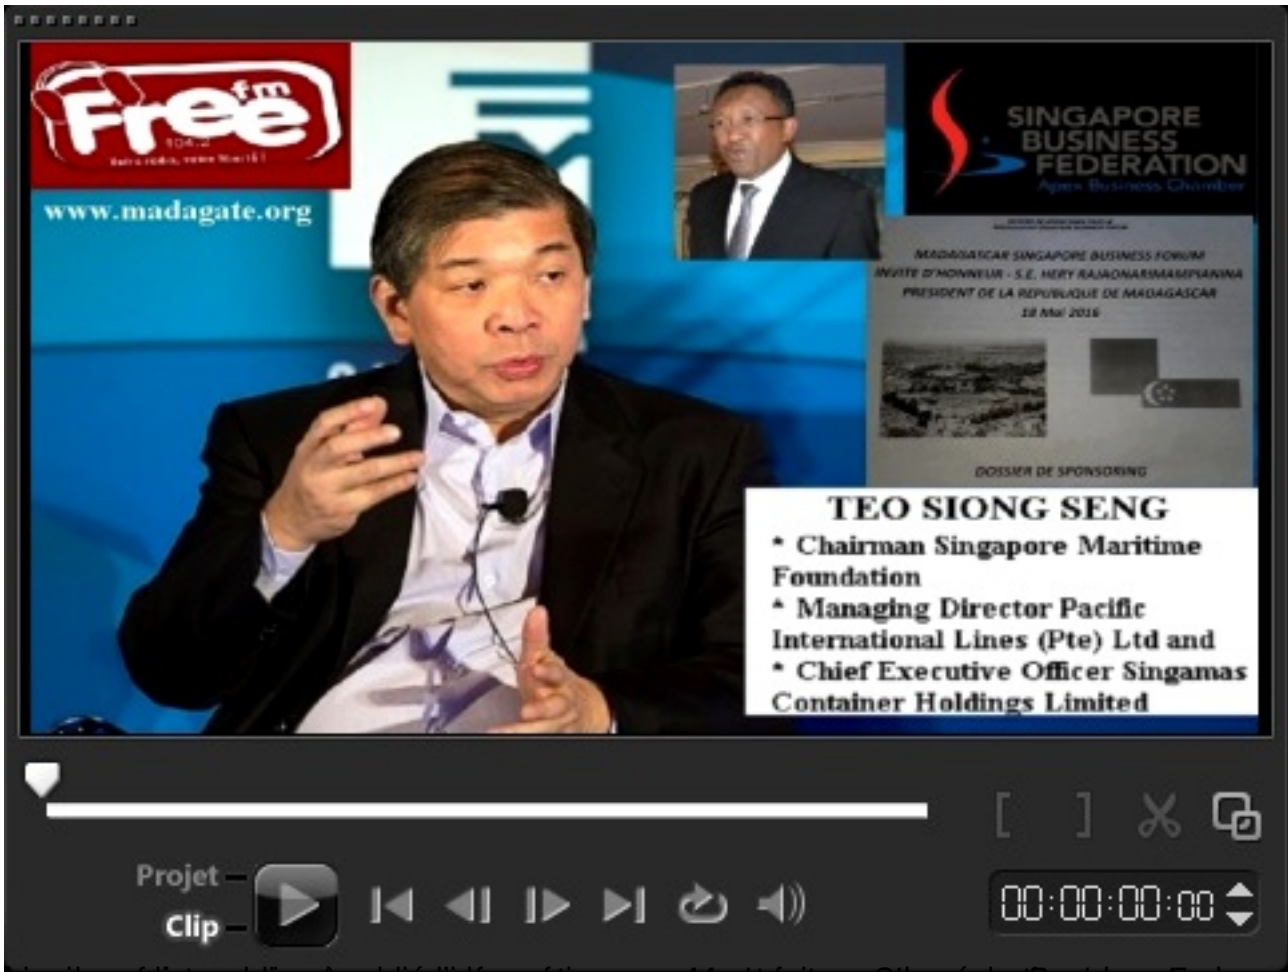 Free fm
104.2
www.madagate.org
SINGAPORE
BUSINESS
FEDERATION
Apex Business Chamber
MADAGASCAR SINGAPORE BUSINESS FORUM
INVITE D'HONNEUR - S.E. HERY RAJAONARIMAMPIANINA
PRESIDENT DE LA REPUBLIQUE DE MADAGASCAR
18 Mai 2016
DOSSIER DE SPONSORING
TEO SIONG SENG
* Chairman Singapore Maritime
Foundation
* Managing Director Pacific
International Lines (Pte) Ltd and
* Chief Executive Officer Singamas
Container Holdings Limited
[ ]
Projet
Clip
00:00:00:00